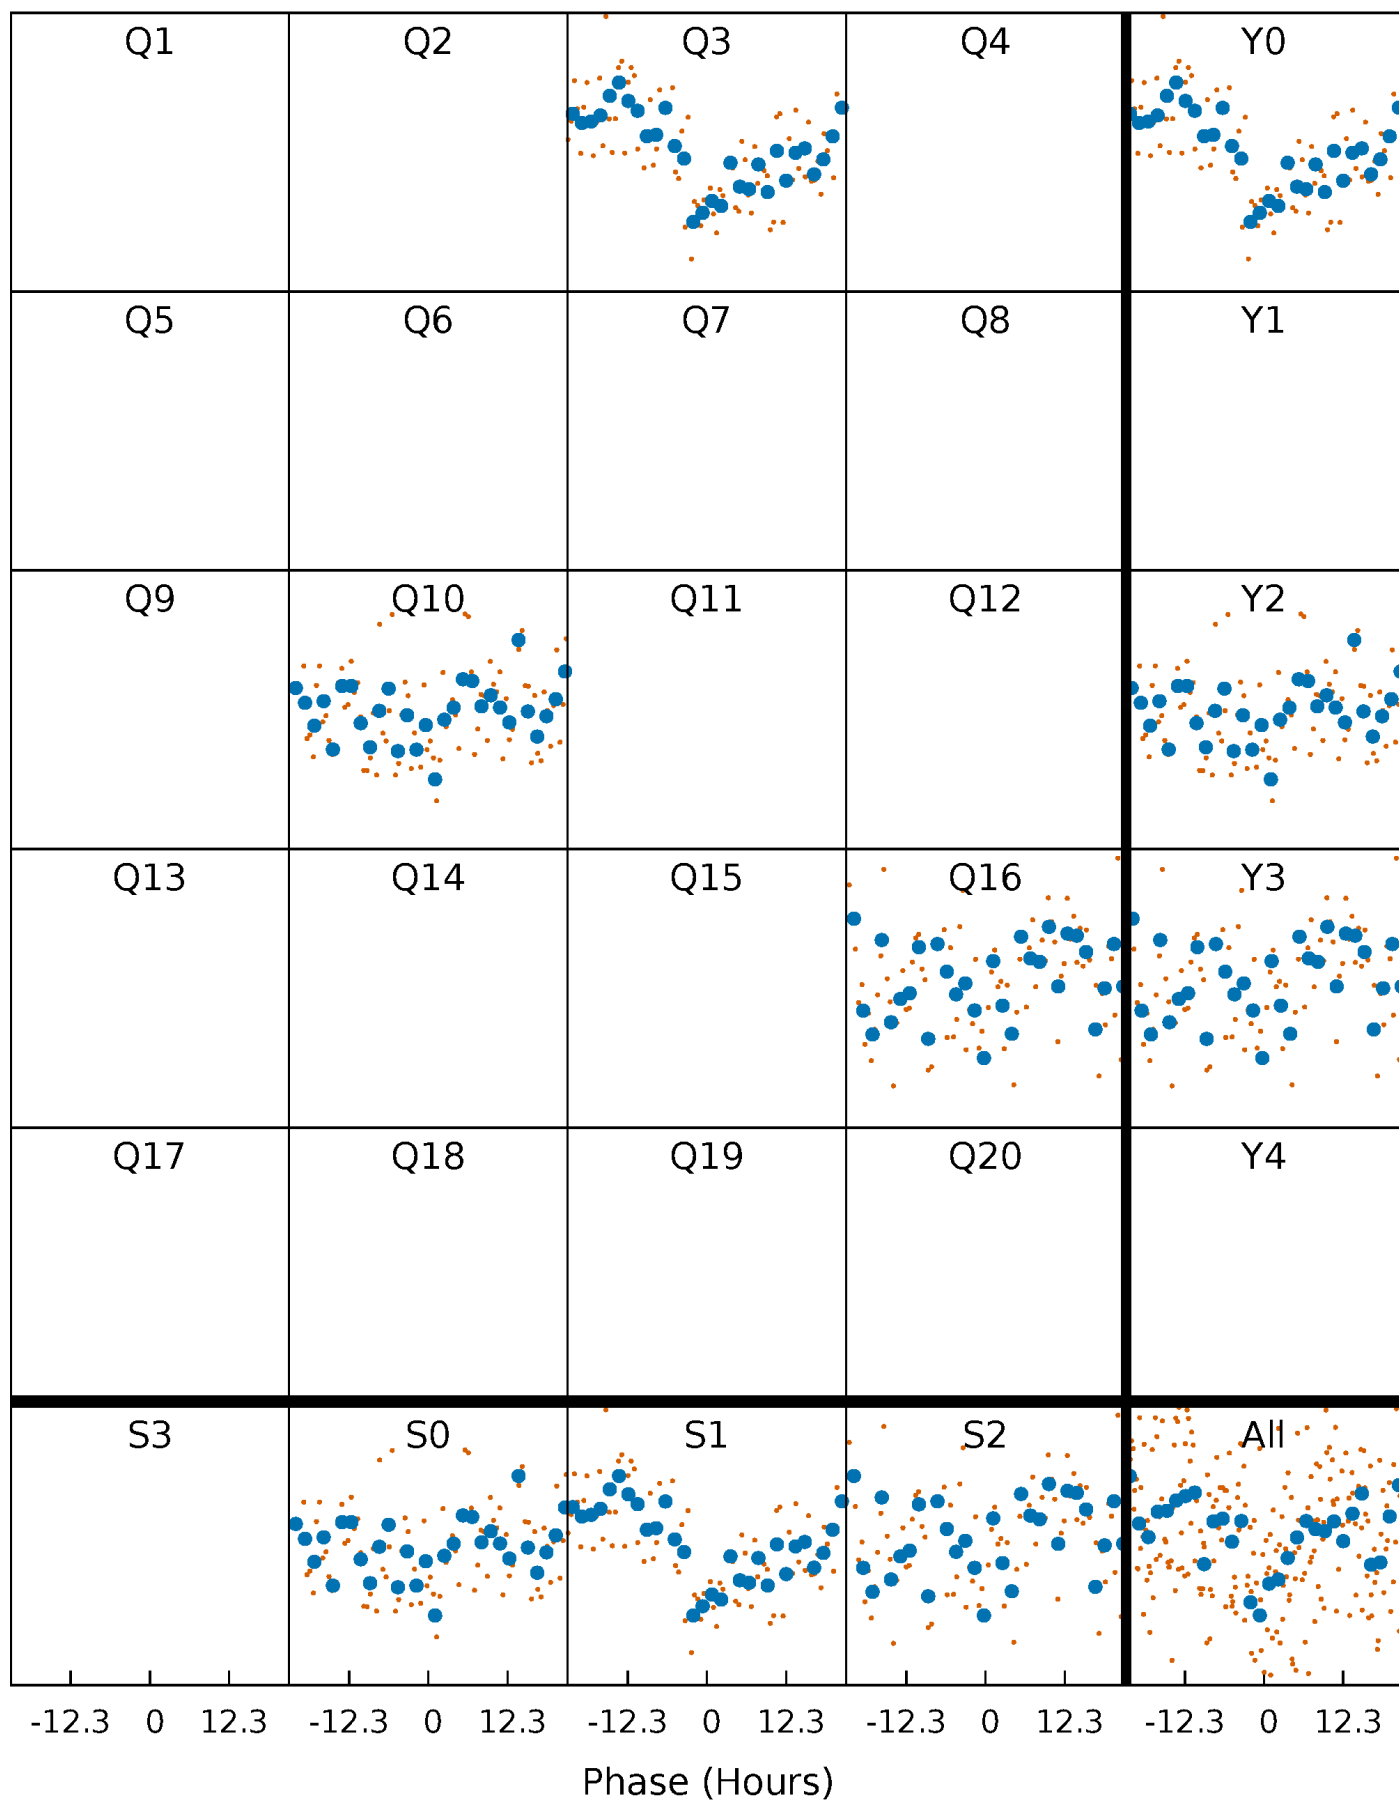 Q1 Q2 Q3 Q4 Y0
Q5 Q6 Q7 Q8 Y1
Q9 Q10 Q11 Q12 Y2
Q13 Q14 Q15 Q16 Y3
Q17 Q18 Q19 Q20 Y4
S3 S0 S1 S2 All
-12.3 0 12.3 -12.3 0 12.3 -12.3 0 12.3 -12.3 0 12.3 -12.3 0 12.3
Phase (Hours)